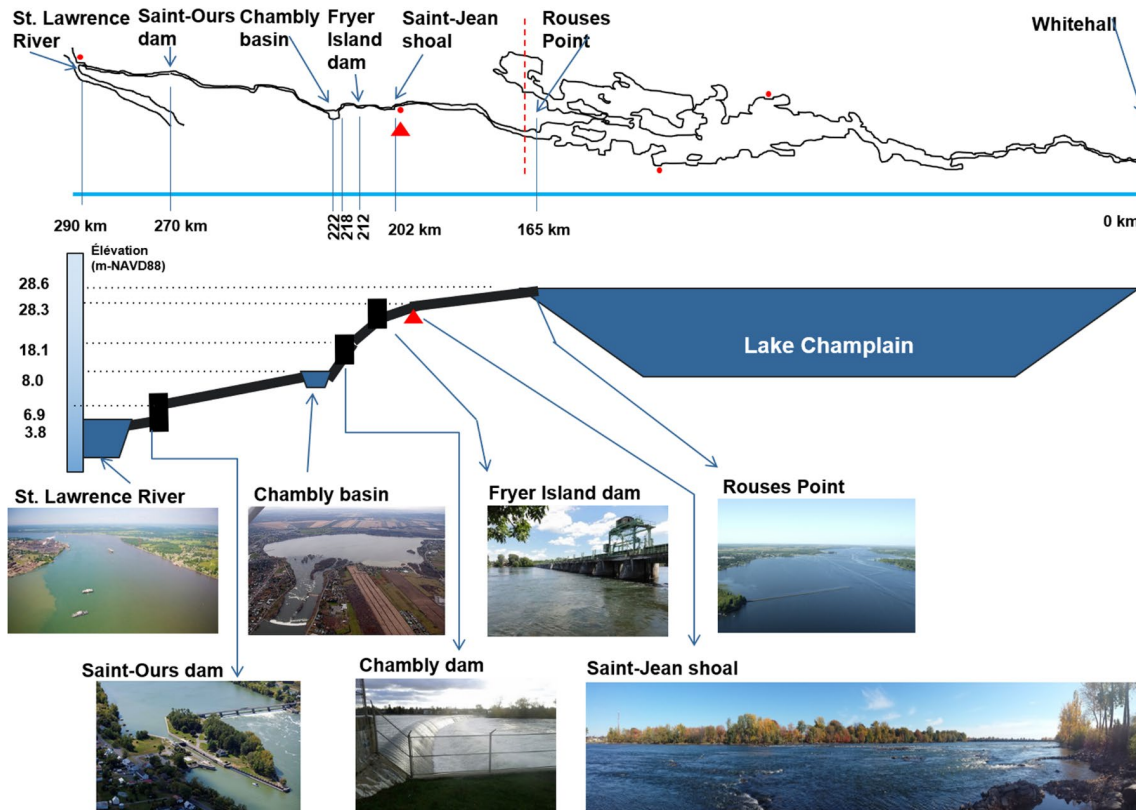 St. Lawrence
River
Saint-Ours
dam
Chambly
basin
Fryer
Island
dam
Saint-Jean
shoal
Rouses
Point
Whitehall
290 km
270 km
222
218
212
202 km
165 km
0 km
Élévation
(m-NAVD88)
28.6
28.3
18.1
8.0
6.9
3.8
Lake Champlain
St. Lawrence River
Chambly basin
Fryer Island dam
Rouses Point
Saint-Ours dam
Chambly dam
Saint-Jean shoal